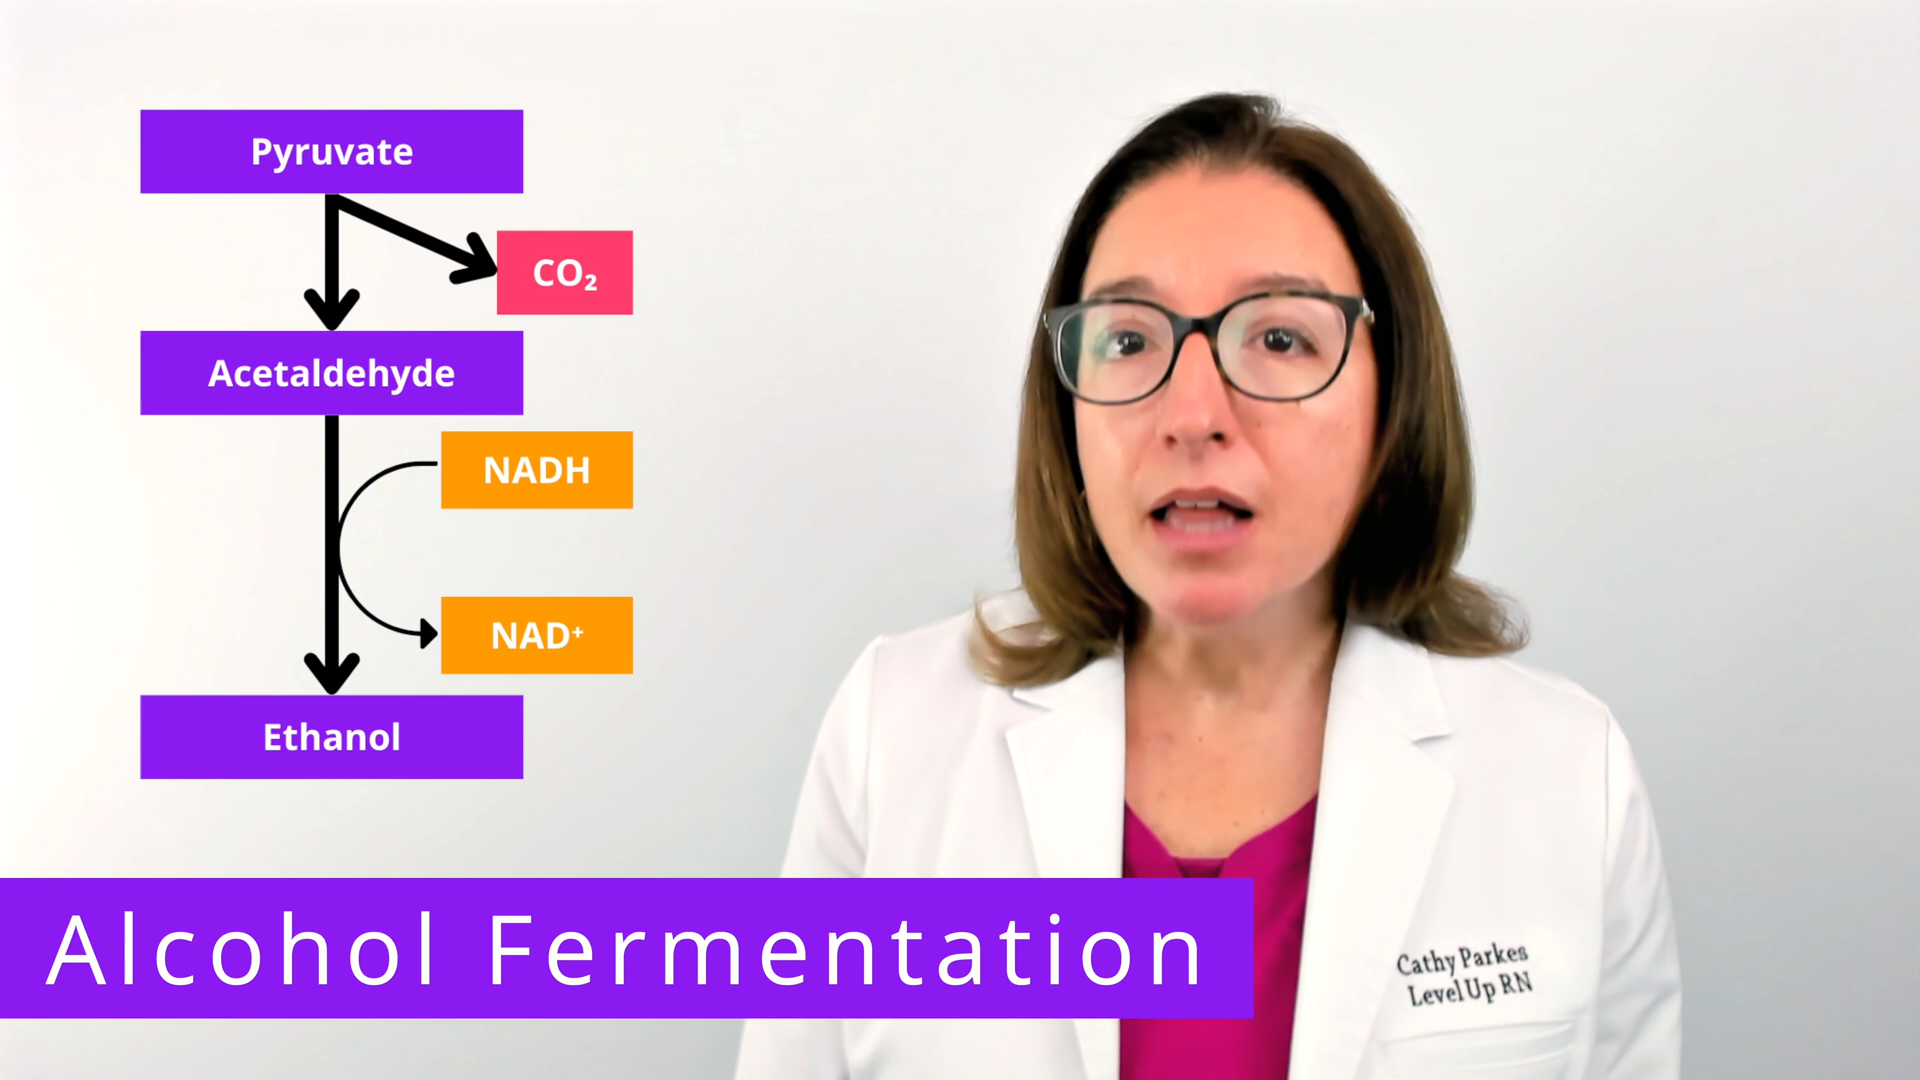 Pyruvate
CO₂
Acetaldehyde
NADH
NAD⁺
Ethanol
Alcohol Fermentation
Cathy Parkes
Level Up RN